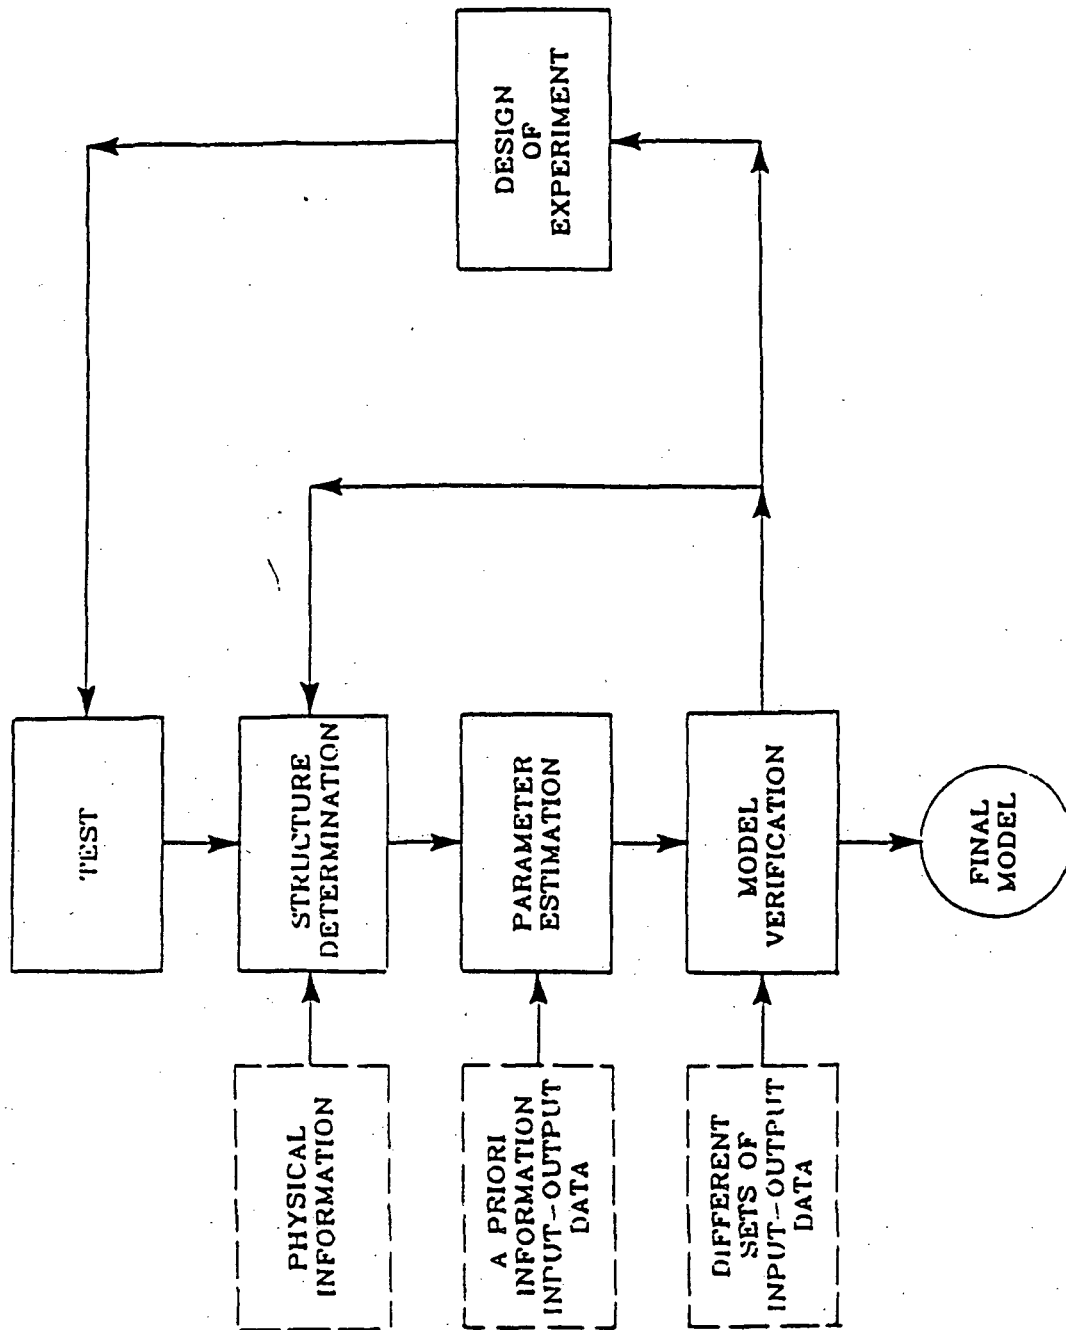 TEST
DESIGN
OF
EXPERIMENT
STRUCTURE
DETERMINATION
PHYSICAL
INFORMATION
PARAMETER
ESTIMATION
A PRIORI
INFORMATION
INPUT-OUTPUT
DATA
MODEL
VERIFICATION
DIFFERENT
SETS OF
INPUT-OUTPUT
DATA
FINAL
MODEL